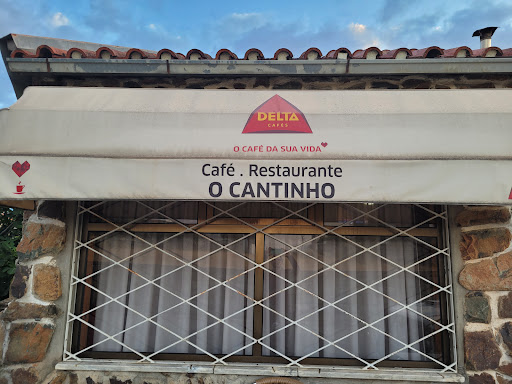 DELTA
CAFÉS
O CAFÉ DA SUA VIDA
Café . Restaurante
O CANTINHO